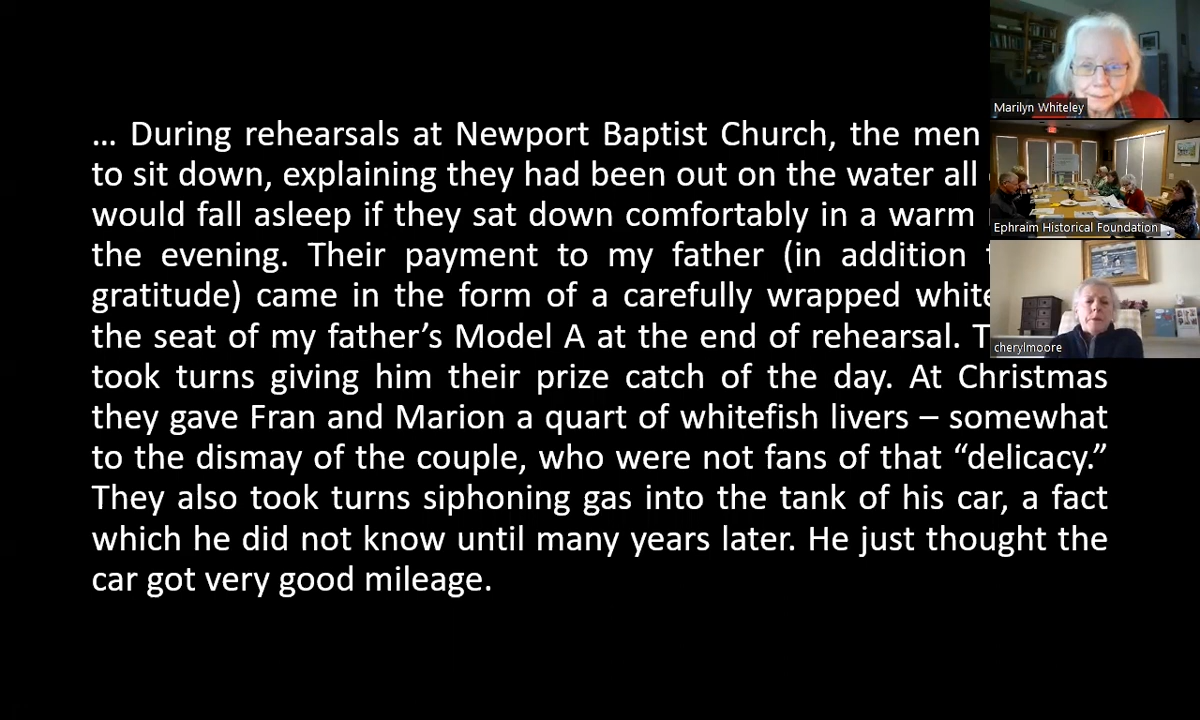 ... During rehearsals at Newport Baptist Church, the men
to sit down, explaining they had been out on the water all
would fall asleep if they sat down comfortably in a warm
the evening. Their payment to my father (in addition
gratitude) came in the form of a carefully wrapped
the seat of my father’s Model A at the end of rehearsal.
took turns giving him their prize catch of the day. At Christmas
they gave Fran and Marion a quart of whitefish livers – somewhat
to the dismay of the couple, who were not fans of that “delicacy.”
They also took turns siphoning gas into the tank of his car, a fact
which he did not know until many years later. He just thought the
car got very good mileage.
Marilyn Whiteley
Ephraim Historical Foundation
cherylmoore